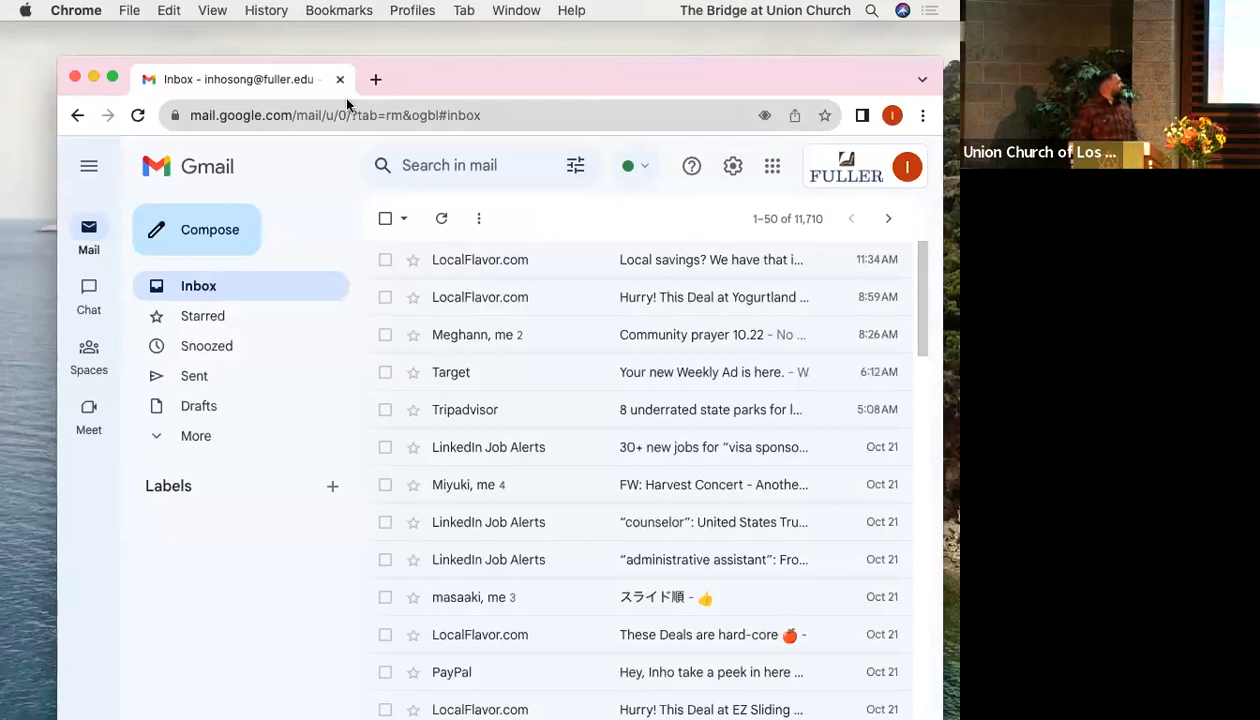 Chrome File Edit View History Bookmarks Profiles Tab Window Help The Bridge at Union Church
Inbox - inhosong@fuller.edu -
mail.google.com/mail/u/0/?tab=rm&ogbl#inbox I
Gmail Search in mail FULLER I
Compose 1–50 of 11,710
Mail
Chat
Spaces
Meet
Inbox
Starred
Snoozed
Sent
Drafts
More
Labels
LocalFlavor.com Local savings? We have that i... 11:34 AM
LocalFlavor.com Hurry! This Deal at Yogurtland ... 8:59 AM
Meghann, me 2 Community prayer 10.22 - No ... 8:26 AM
Target Your new Weekly Ad is here. - W 6:12 AM
Tripadvisor 8 underrated state parks for l... 5:08 AM
LinkedIn Job Alerts 30+ new jobs for “visa sponso... Oct 21
Miyuki, me 4 FW: Harvest Concert - Anothe... Oct 21
LinkedIn Job Alerts “counselor”: United States Tru... Oct 21
LinkedIn Job Alerts “administrative assistant”: Fro... Oct 21
masaaki, me 3 スライド順 - 👍 Oct 21
LocalFlavor.com These Deals are hard-core 🍎 - Oct 21
PayPal Hey, Inho take a peek in here ... Oct 21
LocalFlavor.com Hurry! This Deal at EZ Sliding ... Oct 21
Union Church of Los ...